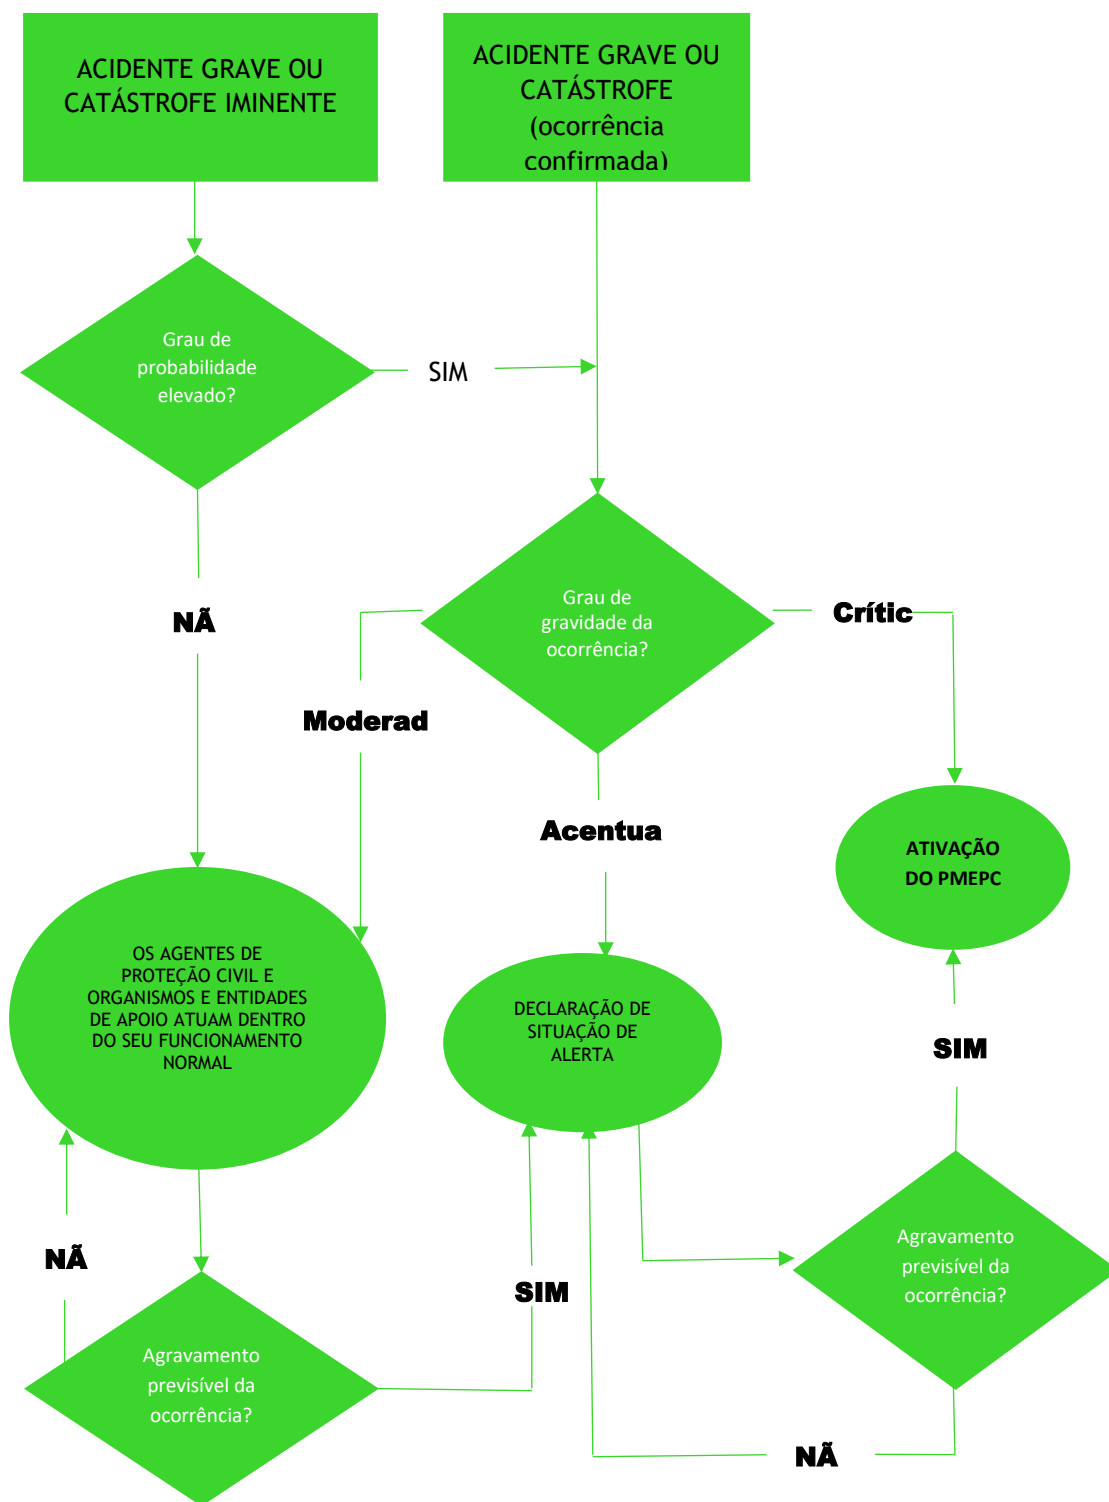 ACIDENTE GRAVE OU
CATÁSTROFE IMINENTE
ACIDENTE GRAVE OU
CATÁSTROFE
(ocorrência
confirmada)
Grau de
probabilidade
elevado?
SIM
NÃ
Grau de
gravidade da
ocorrência?
Crític
Moderad
Acentua
ATIVAÇÃO
DO PMEPC
OS AGENTES DE
PROTEÇÃO CIVIL E
ORGANISMOS E ENTIDADES
DE APOIO ATUAM DENTRO
DO SEU FUNCIONAMENTO
NORMAL
DECLARAÇÃO DE
SITUAÇÃO DE
ALERTA
SIM
NÃ
SIM
Agravamento
previsível da
ocorrência?
Agravamento
previsível da
ocorrência?
NÃ